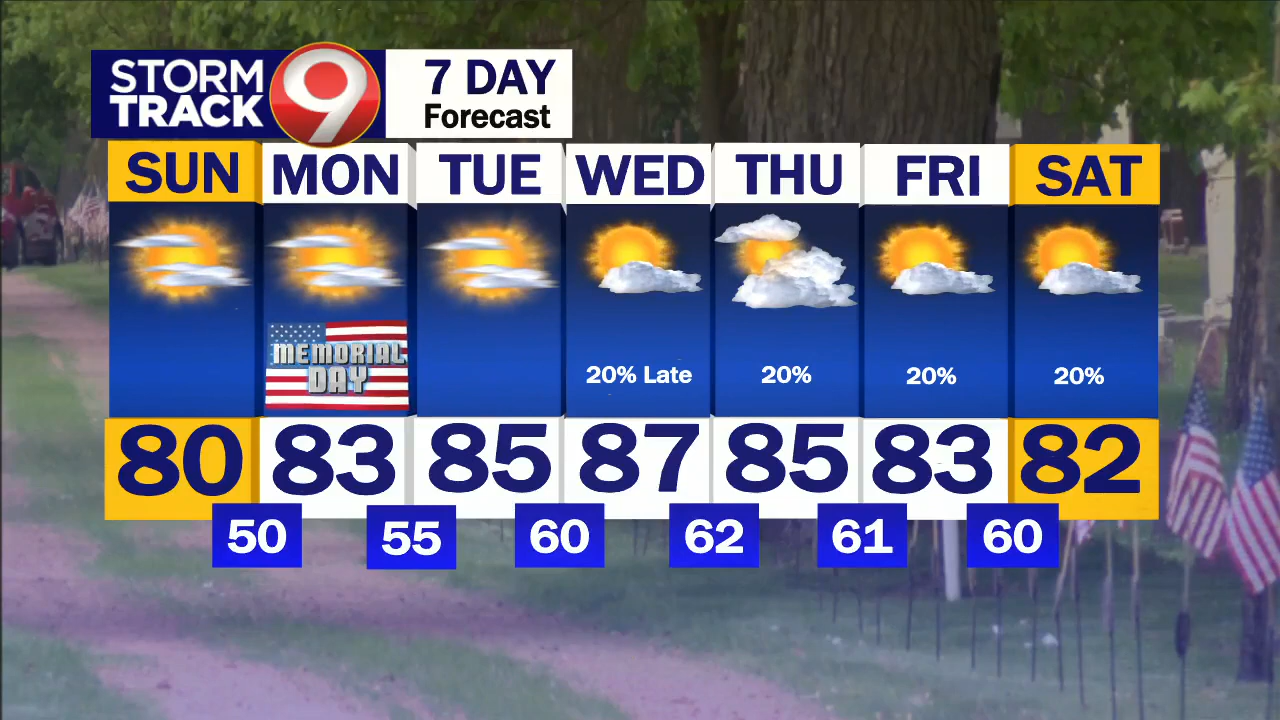 STORM
TRACK
9
7 DAY
Forecast
SUN MON TUE WED THU FRI SAT
MEMORIAL
DAY
20% Late 20% 20% 20%
80 83 85 87 85 83 82
50 55 60 62 61 60